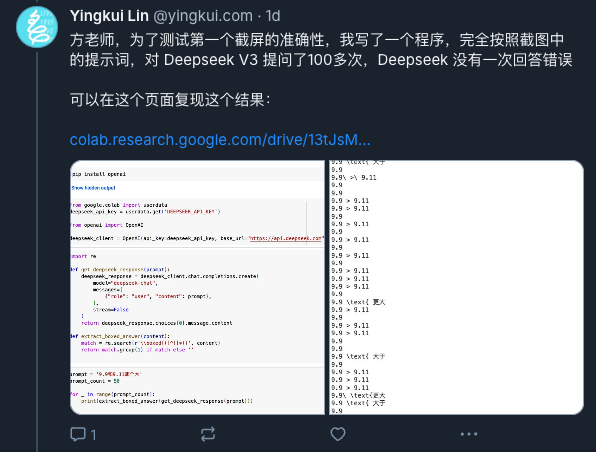 Yingkui Lin @yingkui.com · 1d
方老师，为了测试第一个截屏的准确性，我写了一个程序，完全按照截图中
的提示词，对 Deepseek V3 提问了100多次，Deepseek 没有一次回答错误
可以在这个页面复现这个结果：
colab.research.google.com/drive/13tJsM...
pip install openai
Show hidden output
from google.colab import userdata
deepseek_api_key = userdata.get('DEEPSEEK_API_KEY')
from openai import OpenAI
deepseek_client = OpenAI(api_key=deepseek_api_key, base_url="https://api.deepseek.com"
import re
def get_deepseek_response(prompt):
deepseek_response = deepseek_client.chat.completions.create(
model="deepseek-chat",
messages=[
{"role": "user", "content": prompt},
],
stream=False
)
return deepseek_response.choices[0].message.content
def extract_boxed_answer(content):
match = re.search(r'\\boxed{([^}]+)}', content)
return match.group(1) if match else ''
prompt = '9.9和9.11哪个大'
prompt_count = 50
for _ in range(prompt_count):
print(extract_boxed_answer(get_deepseek_response(prompt)))
9.9 \text{ 大于
9.9
9.9\ >\ 9.11
9.9
9.9
9.9 > 9.11
9.9 > 9.11
9.9
9.9 > 9.11
9.9
9.9 > 9.11
9.9
9.9 > 9.11
9.9
9.9 > 9.11
9.9 > 9.11
9.9 > 9.11
9.9
9.9 \text{ 更大
9.9 > 9.11
9.9
9.9 > 9.11
9.9 > 9.11
9.9
9.9
9.9 \text{ 大于
9.9
9.9 > 9.11
9.9 > 9.11
9.9 > 9.11
9.9\ \text{更大
9.9 \text{ 大于
9.9
1